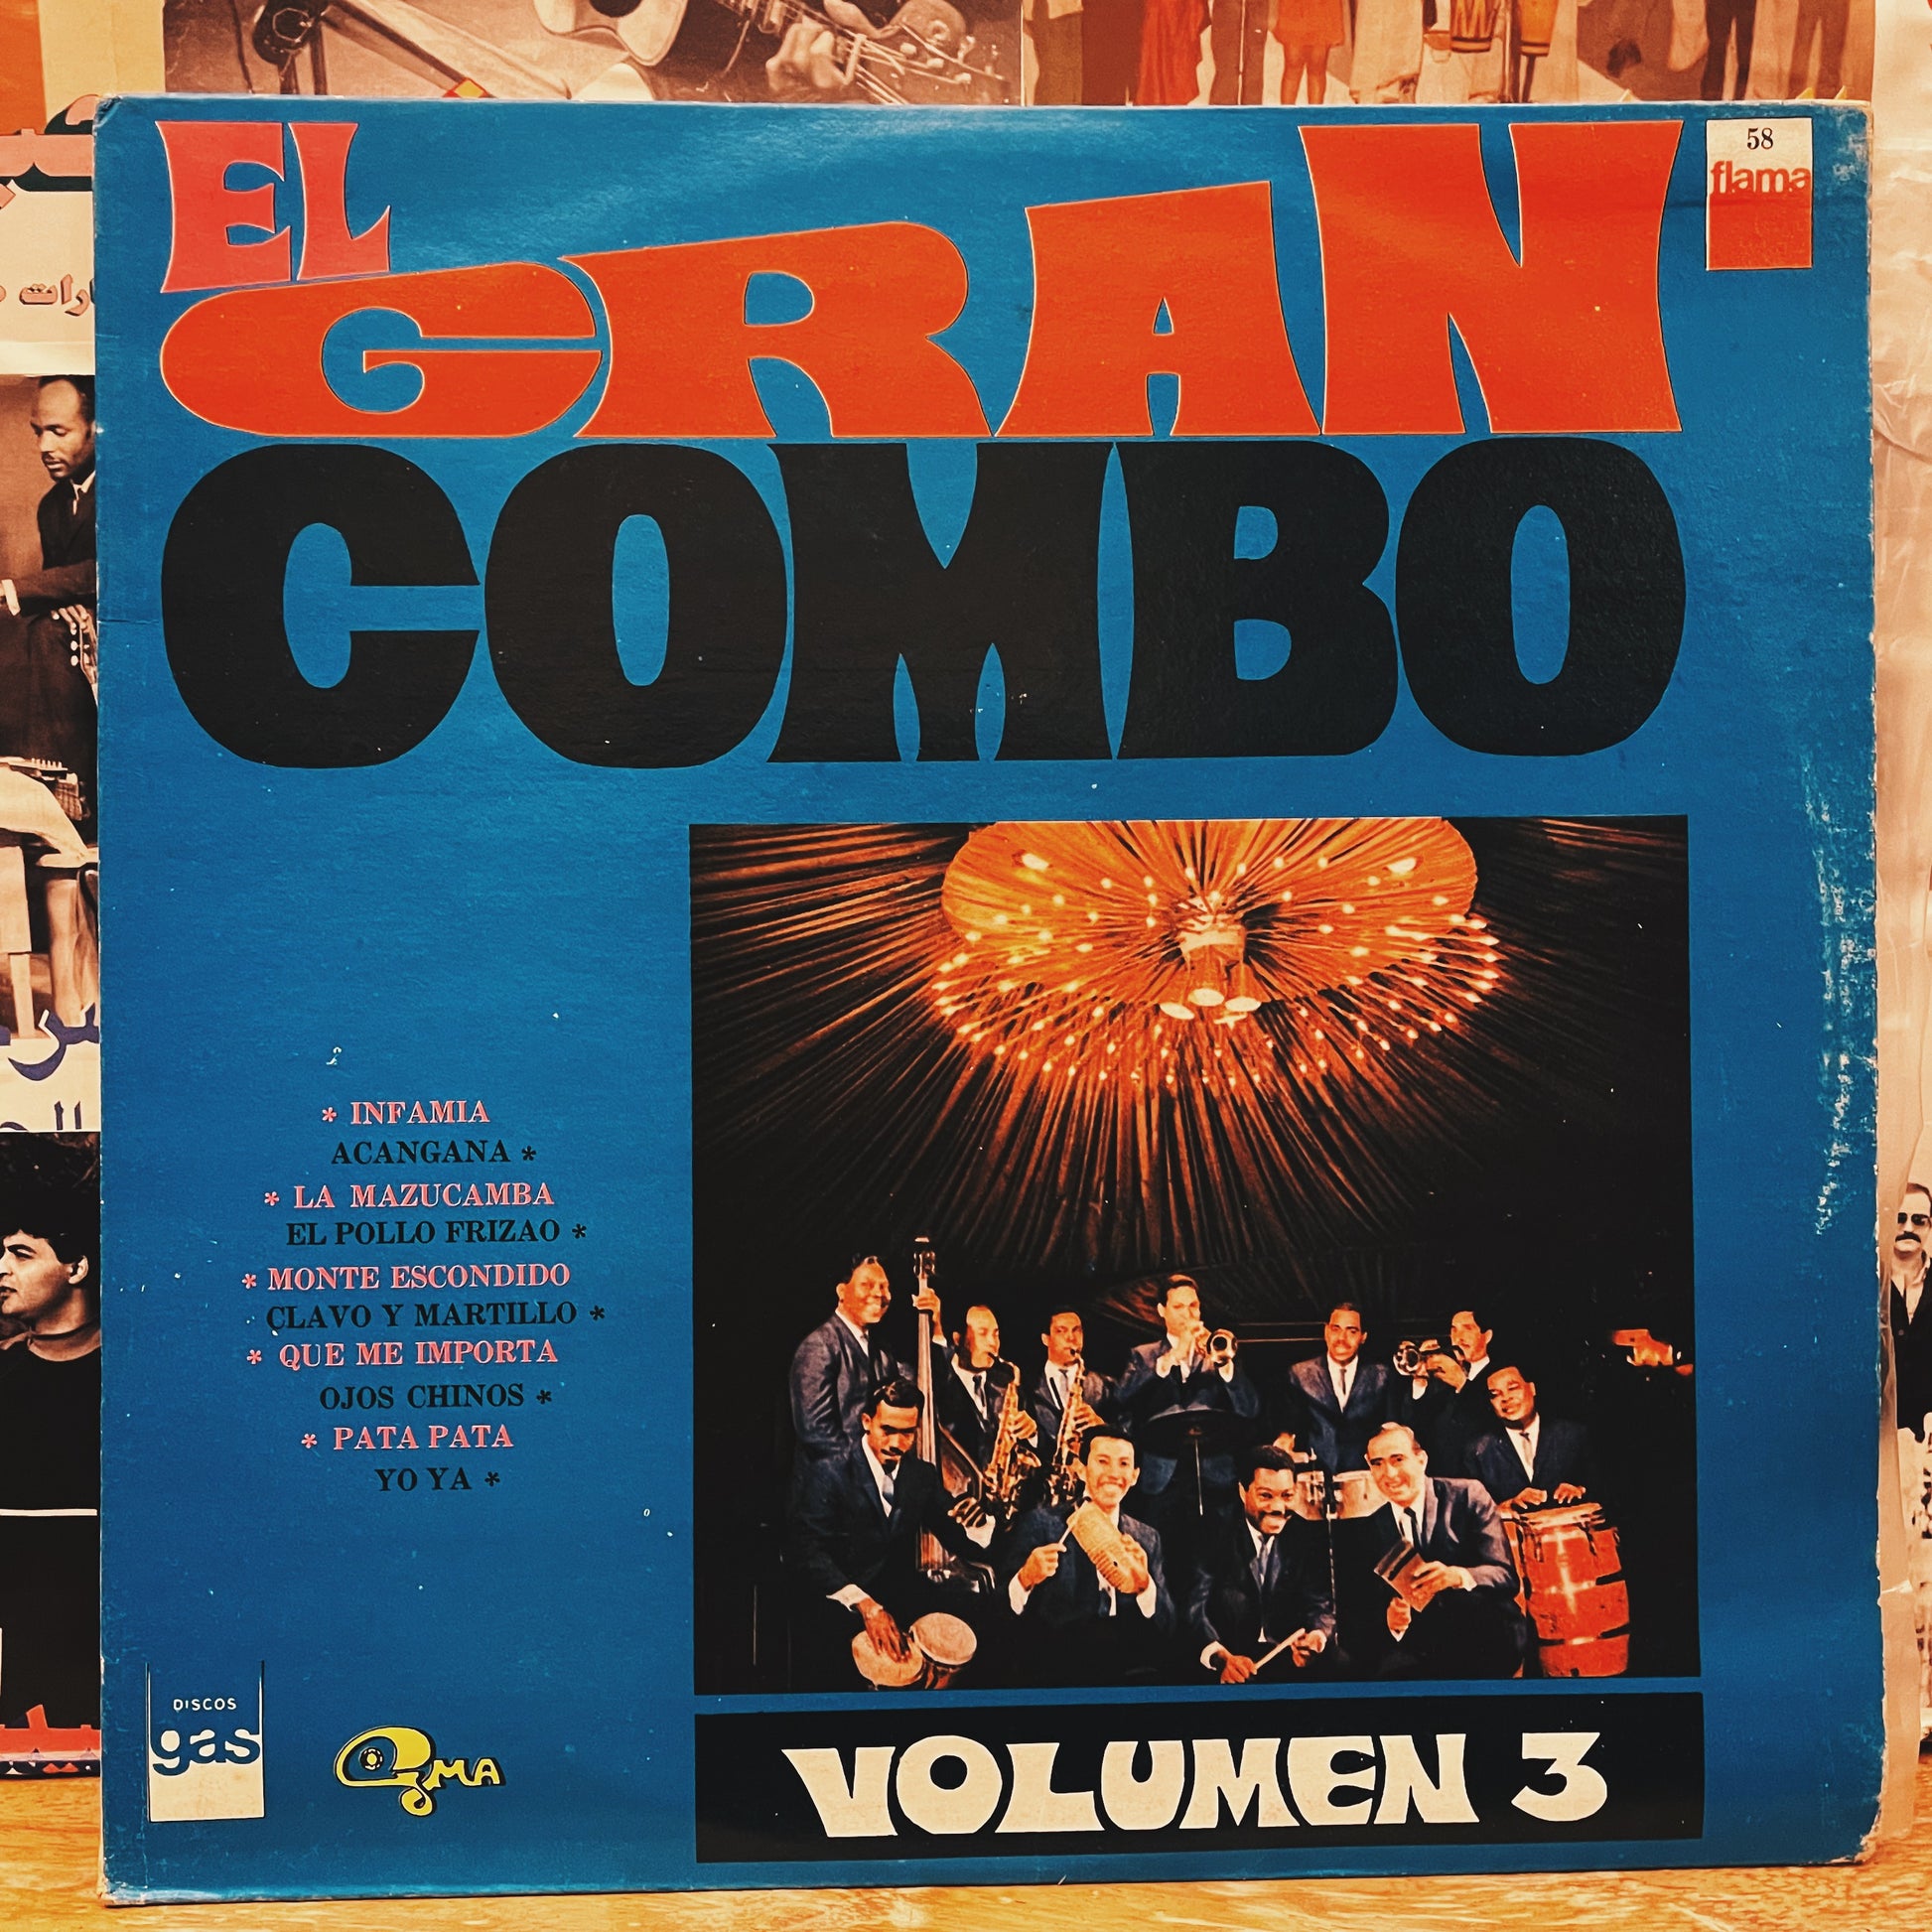 EL
GRAN
COMBO
58
flama
* INFAMIA
ACANGANA *
* LA MAZUCAMBA
EL POLLO FRIZAO *
* MONTE ESCONDIDO
CLAVO Y MARTILLO *
* QUE ME IMPORTA
OJOS CHINOS *
* PATA PATA
YO YA *
DISCOS
gas
GMA
VOLUMEN 3